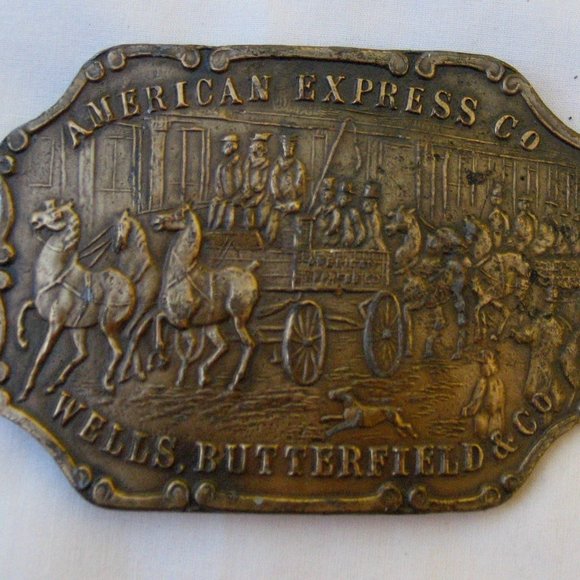 AMERICAN EXPRESS CO
WELLS, BUTTERFIELD & CO